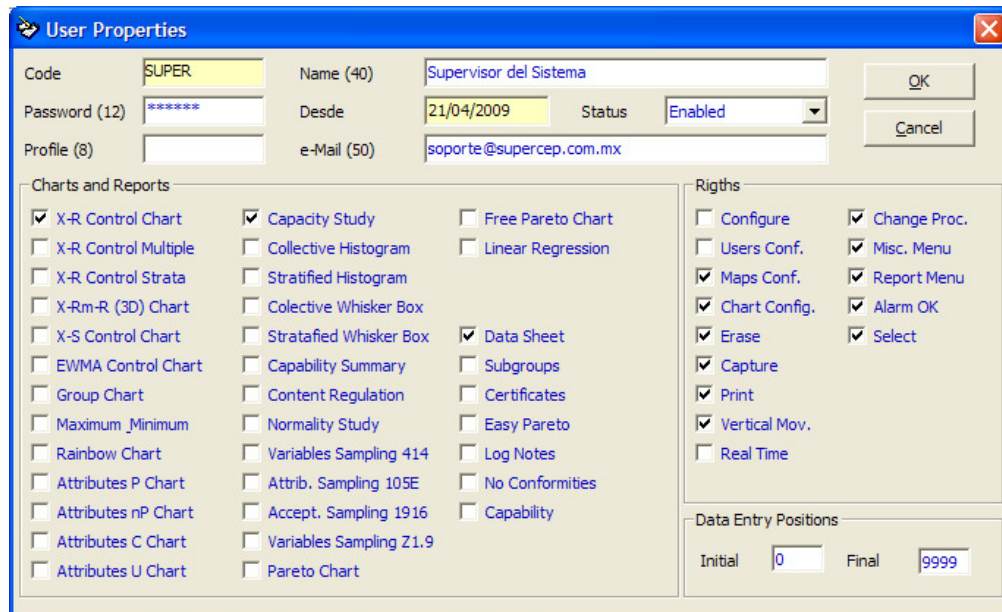 User Properties
Code SUPER Name (40) Supervisor del Sistema OK
Password (12) ****** Desde 21/04/2009 Status Enabled Cancel
Profile (8) e-Mail (50) soporte@supercep.com.mx
Charts and Reports Rigths
X-R Control Chart Capacity Study Free Pareto Chart Configure Change Proc.
X-R Control Multiple Collective Histogram Linear Regression Users Conf. Misc. Menu
X-R Control Strata Stratified Histogram Maps Conf. Report Menu
X-Rm-R (3D) Chart Colective Whisker Box Chart Config. Alarm OK
X-S Control Chart Stratafied Whisker Box Data Sheet Erase Select
EWMA Control Chart Capability Summary Subgroups Capture
Group Chart Content Regulation Certificates Print
Maximum _Minimum Normality Study Easy Pareto Vertical Mov.
Rainbow Chart Variables Sampling 414 Log Notes Real Time
Attributes P Chart Attrib. Sampling 105E No Conformities
Attributes nP Chart Accept. Sampling 1916 Capability Data Entry Positions
Attributes C Chart Variables Sampling Z1.9 Initial 0 Final 9999
Attributes U Chart Pareto Chart